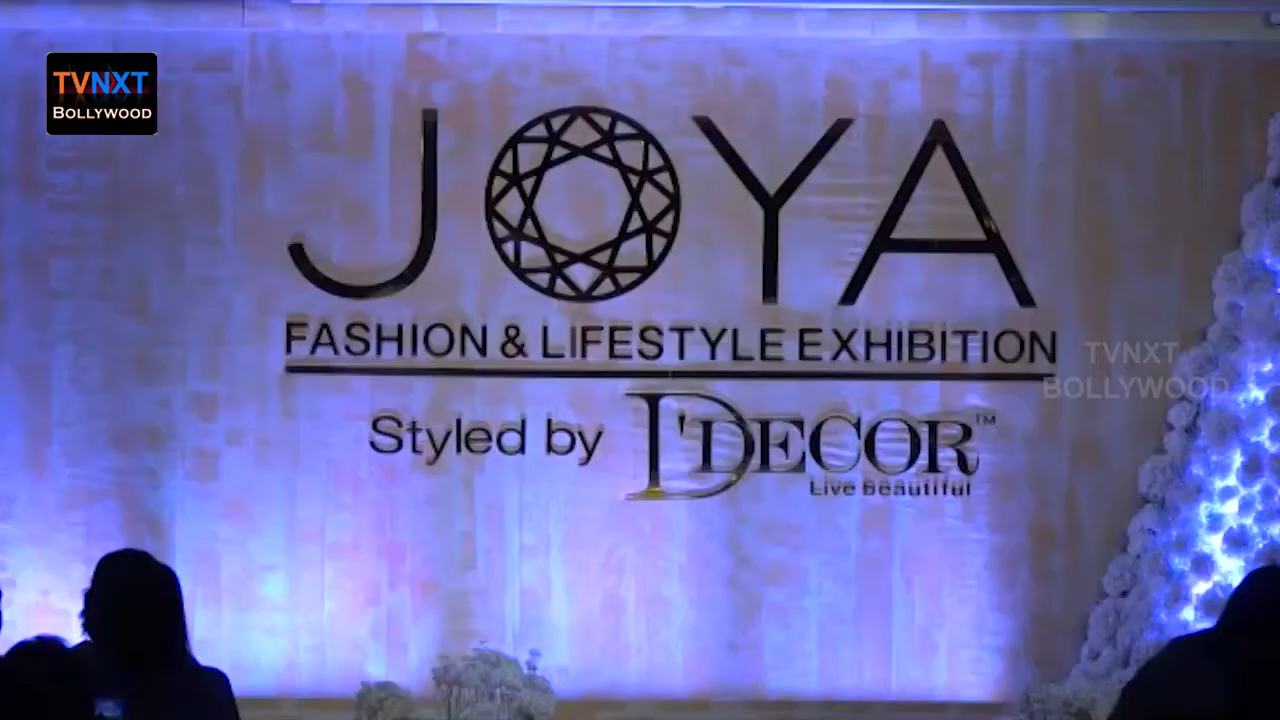 TVNXT
BOLLYWOOD
JOYA
FASHION & LIFESTYLE EXHIBITION
Styled by D'DECOR™
Live Beautiful
TVNXT
BOLLYWOOD